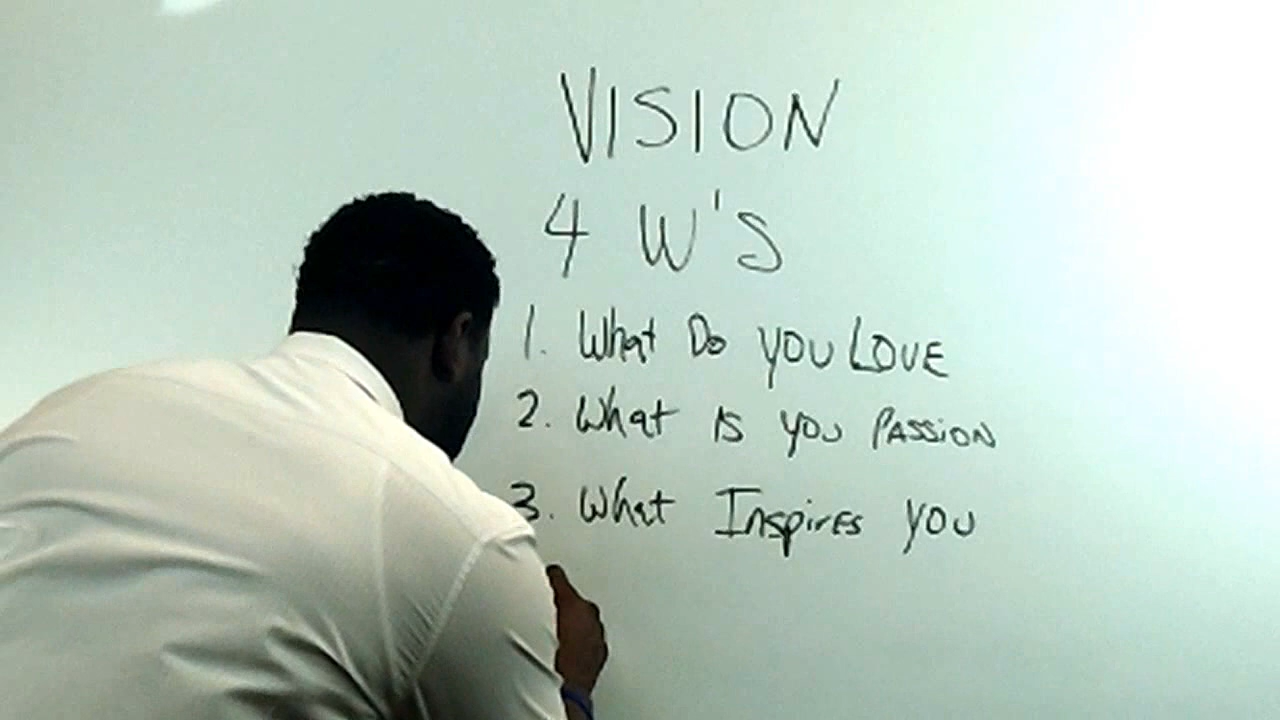 VISION
4 W'S
1. What Do YOU LOVE
2. What IS YOU PASSION
3. What Inspires YOU